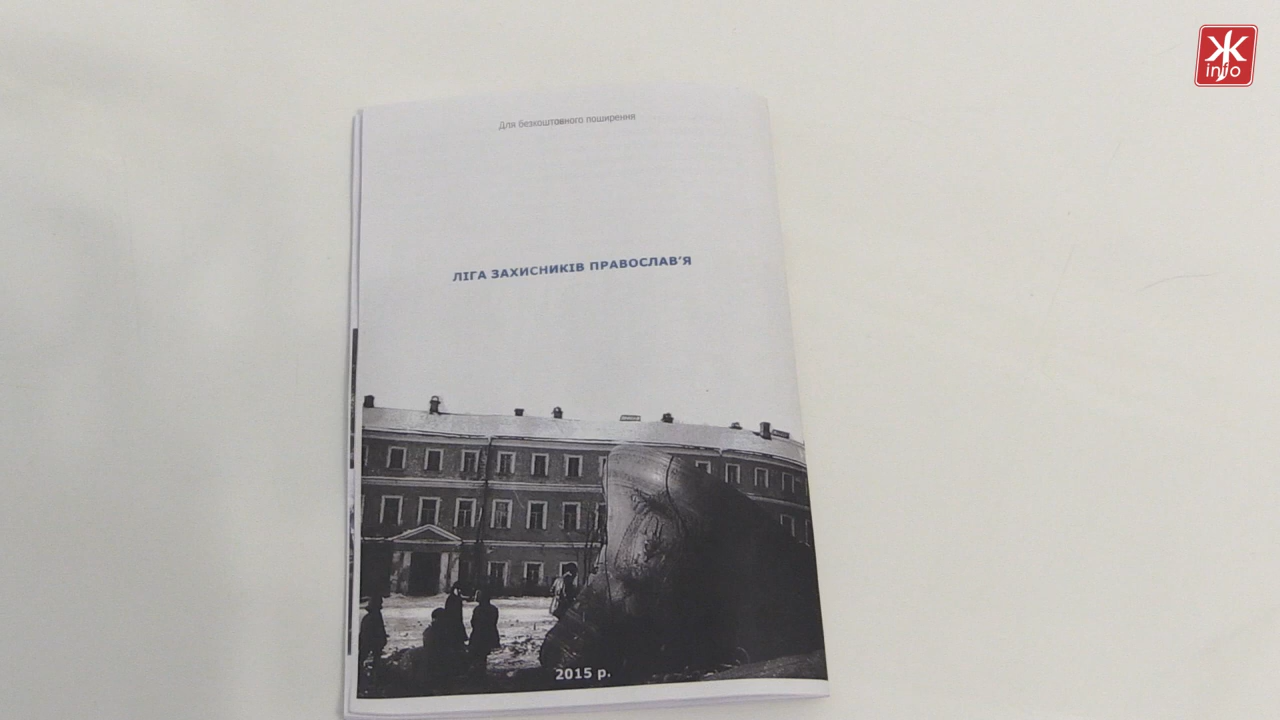 Для безкоштовного поширення
ЛІГА ЗАХИСНИКІВ ПРАВОСЛАВ'Я
2015 р.
Ж
info